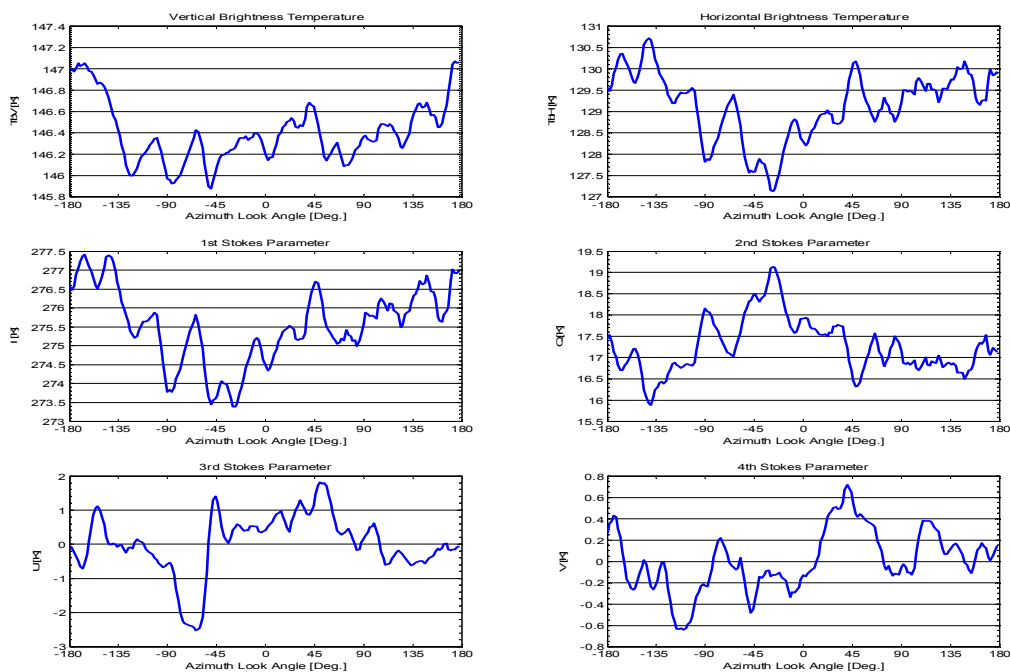 Vertical Brightness Temperature
147.4
147.2
147
146.8
146.6
146.4
146.2
146
145.8
TbV[K]
-180 -135 -90 -45 0 45 90 135 180
Azimuth Look Angle [Deg.]
Horizontal Brightness Temperature
131
130.5
130
129.5
129
128.5
128
127.5
127
TbH[K]
-180 -135 -90 -45 0 45 90 135 180
Azimuth Look Angle [Deg.]
1st Stokes Parameter
277.5
277
276.5
276
275.5
275
274.5
274
273.5
273
I [K]
-180 -135 -90 -45 0 45 90 135 180
Azimuth Look Angle [Deg.]
2nd Stokes Parameter
19.5
19
18.5
18
17.5
17
16.5
16
15.5
Q[K]
-180 -135 -90 -45 0 45 90 135 180
Azimuth Look Angle [Deg.]
3rd Stokes Parameter
2
1
0
-1
-2
-3
U[K]
-180 -135 -90 -45 0 45 90 135 180
Azimuth Look Angle [Deg.]
4th Stokes Parameter
0.8
0.6
0.4
0.2
0
-0.2
-0.4
-0.6
-0.8
V[K]
-180 -135 -90 -45 0 45 90 135 180
Azimuth Look Angle [Deg.]